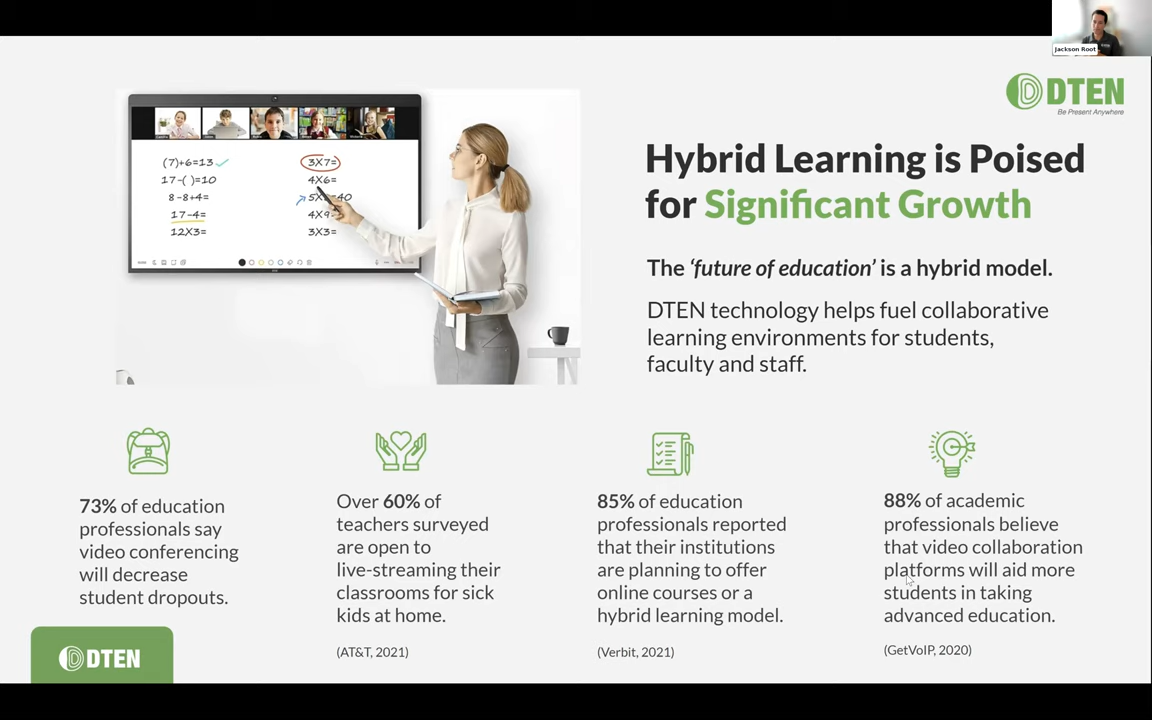 Jackson Root
DTEN
Be Present Anywhere
Hybrid Learning is Poised
for Significant Growth
The ‘future of education’ is a hybrid model.
DTEN technology helps fuel collaborative
learning environments for students,
faculty and staff.
(7)+6=13
17-( )=10
8-8+4=
17-4=
12X3=
3X7=
4X6=
4X9=
3X3=
73% of education
professionals say
video conferencing
will decrease
student dropouts.
Over 60% of
teachers surveyed
are open to
live-streaming their
classrooms for sick
kids at home.
(AT&T, 2021)
85% of education
professionals reported
that their institutions
are planning to offer
online courses or a
hybrid learning model.
(Verbit, 2021)
88% of academic
professionals believe
that video collaboration
platforms will aid more
students in taking
advanced education.
(GetVoIP, 2020)
DTEN